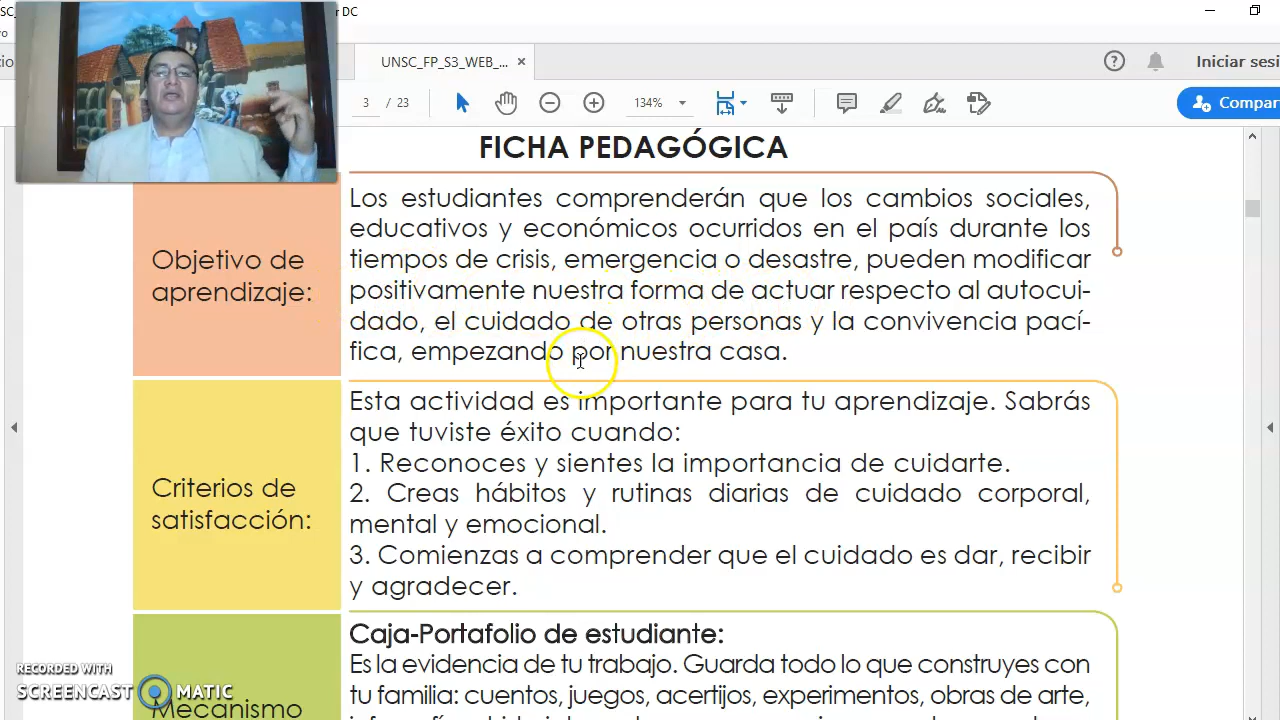 SC_
r DC
vo
cio
UNSC_FP_S3_WEB_... ×
Iniciar sesi
3 / 23
134%
Compar
FICHA PEDAGÓGICA
Objetivo de
aprendizaje:
Los estudiantes comprenderán que los cambios sociales,
educativos y económicos ocurridos en el país durante los
tiempos de crisis, emergencia o desastre, pueden modificar
positivamente nuestra forma de actuar respecto al autocui-
dado, el cuidado de otras personas y la convivencia pací-
fica, empezando por nuestra casa.
Criterios de
satisfacción:
Esta actividad es importante para tu aprendizaje. Sabrás
que tuviste éxito cuando:
1. Reconoces y sientes la importancia de cuidarte.
2. Creas hábitos y rutinas diarias de cuidado corporal,
mental y emocional.
3. Comienzas a comprender que el cuidado es dar, recibir
y agradecer.
Mecanismo
Caja-Portafolio de estudiante:
Es la evidencia de tu trabajo. Guarda todo lo que construyes con
tu familia: cuentos, juegos, acertijos, experimentos, obras de arte,
RECORDED WITH
SCREENCAST MATIC